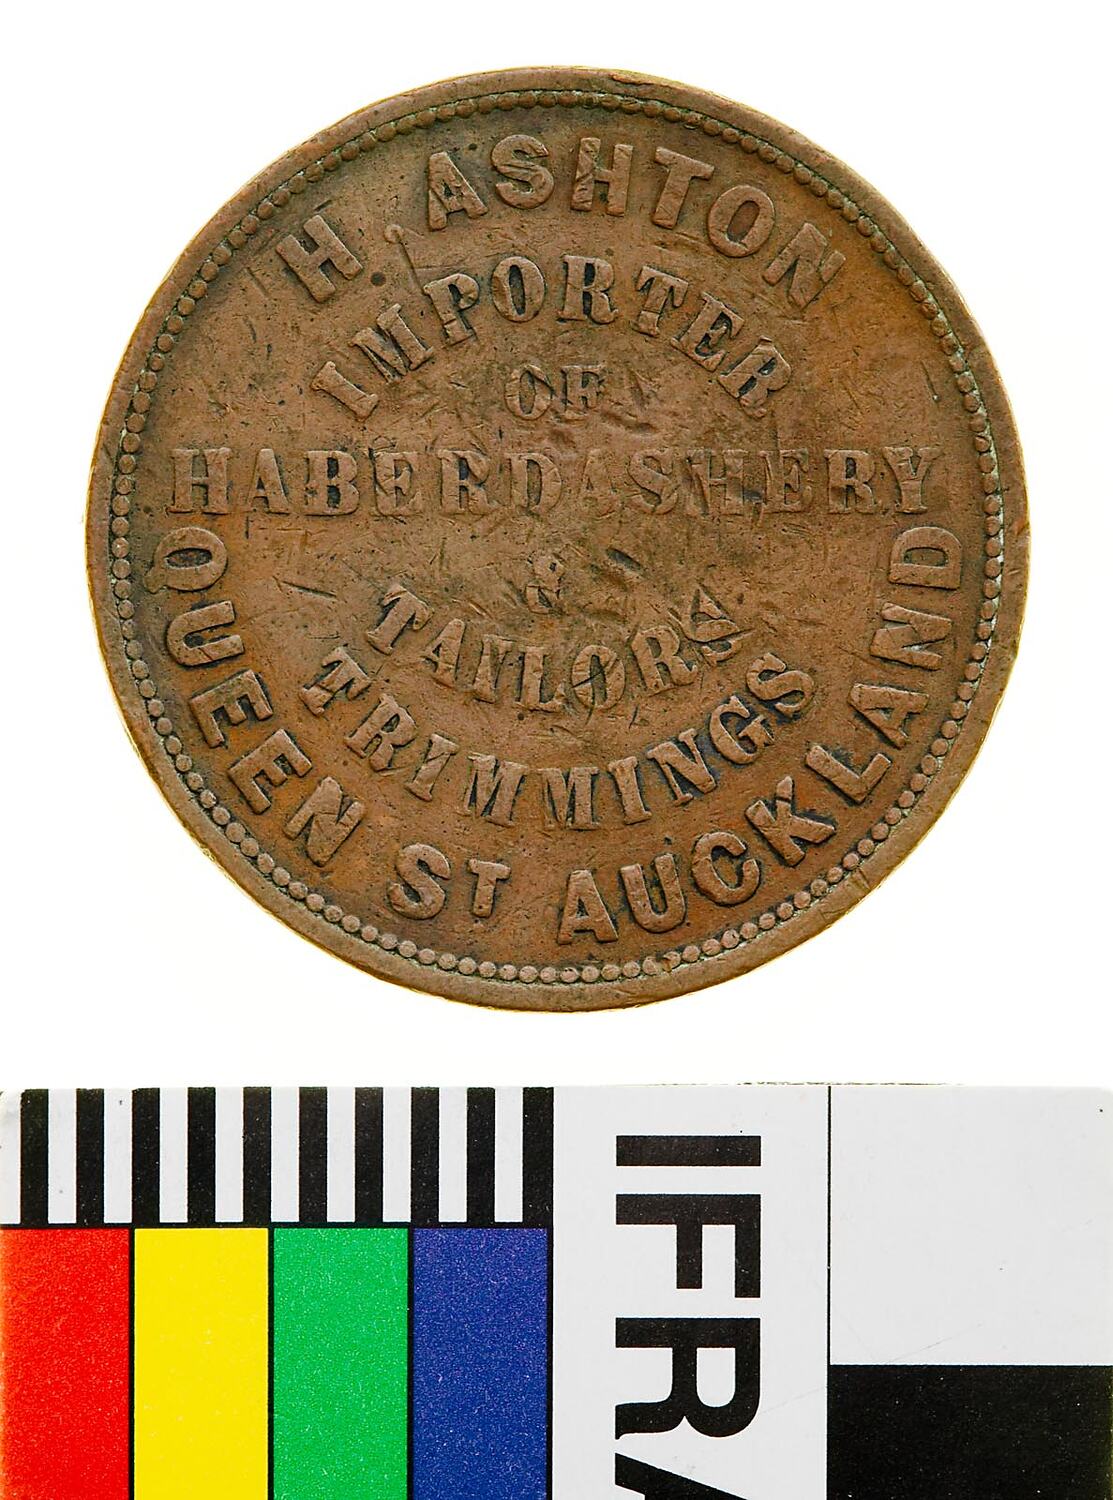 H ASHTON
IMPORTER
OF
HABERDASHERY
&
TAILORS
TRIMMINGS
QUEEN ST AUCKLAND
IFRA